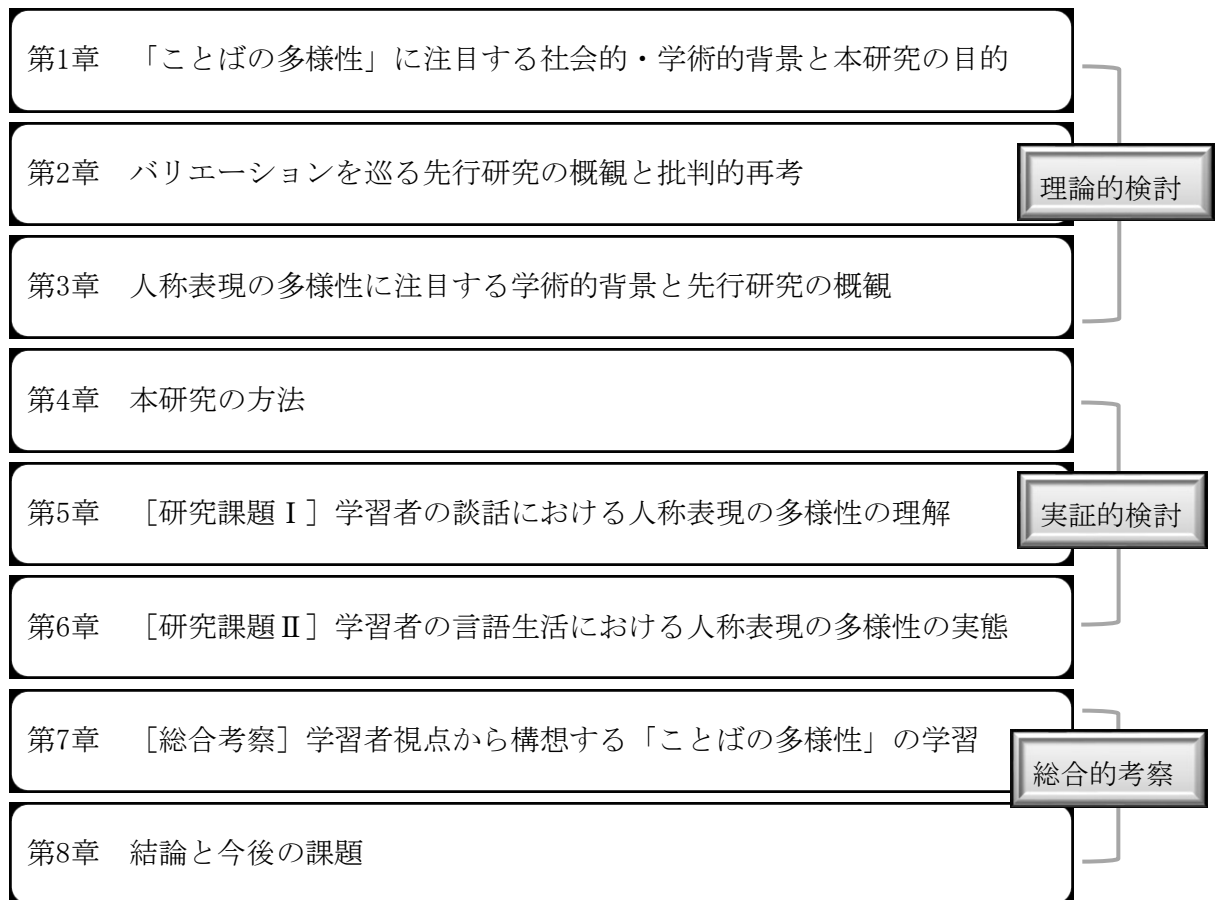 第1章 「ことばの多様性」に注目する社会的・学術的背景と本研究の目的
第2章 バリエーションを巡る先行研究の概観と批判的再考
理論的検討
第3章 人称表現の多様性に注目する学術的背景と先行研究の概観
第4章 本研究の方法
第5章 ［研究課題Ⅰ］学習者の談話における人称表現の多様性の理解
実証的検討
第6章 ［研究課題Ⅱ］学習者の言語生活における人称表現の多様性の実態
第7章 ［総合考察］学習者視点から構想する「ことばの多様性」の学習
総合的考察
第8章 結論と今後の課題